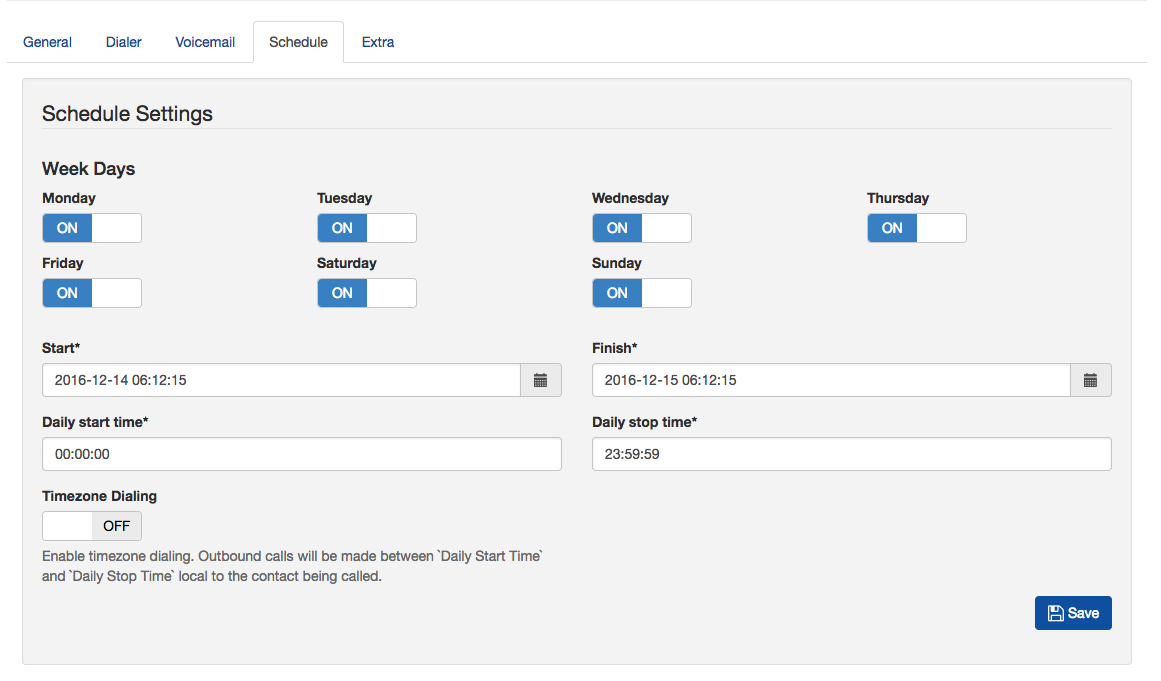 General Dialer Voicemail Schedule Extra
Schedule Settings
Week Days
Monday Tuesday Wednesday Thursday
ON ON ON ON
Friday Saturday Sunday
ON ON ON
Start* Finish*
2016-12-14 06:12:15 2016-12-15 06:12:15
Daily start time* Daily stop time*
00:00:00 23:59:59
Timezone Dialing
OFF
Enable timezone dialing. Outbound calls will be made between `Daily Start Time`
and `Daily Stop Time` local to the contact being called.
Save